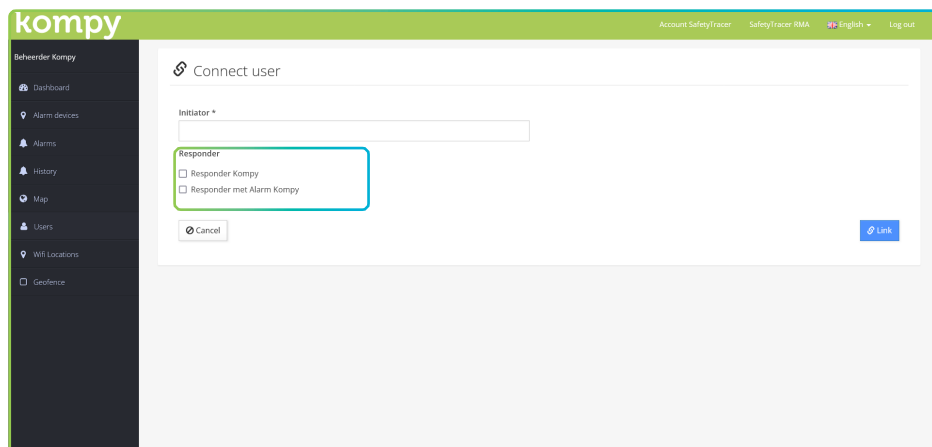 kompy
Account SafetyTracer SafetyTracer RMA English Log out
Beheerder Kompy
Dashboard
Alarm devices
Alarms
History
Map
Users
Wifi Locations
Geofence
Connect user
Initiator *
Responder
Responder Kompy
Responder met Alarm Kompy
Cancel
Link